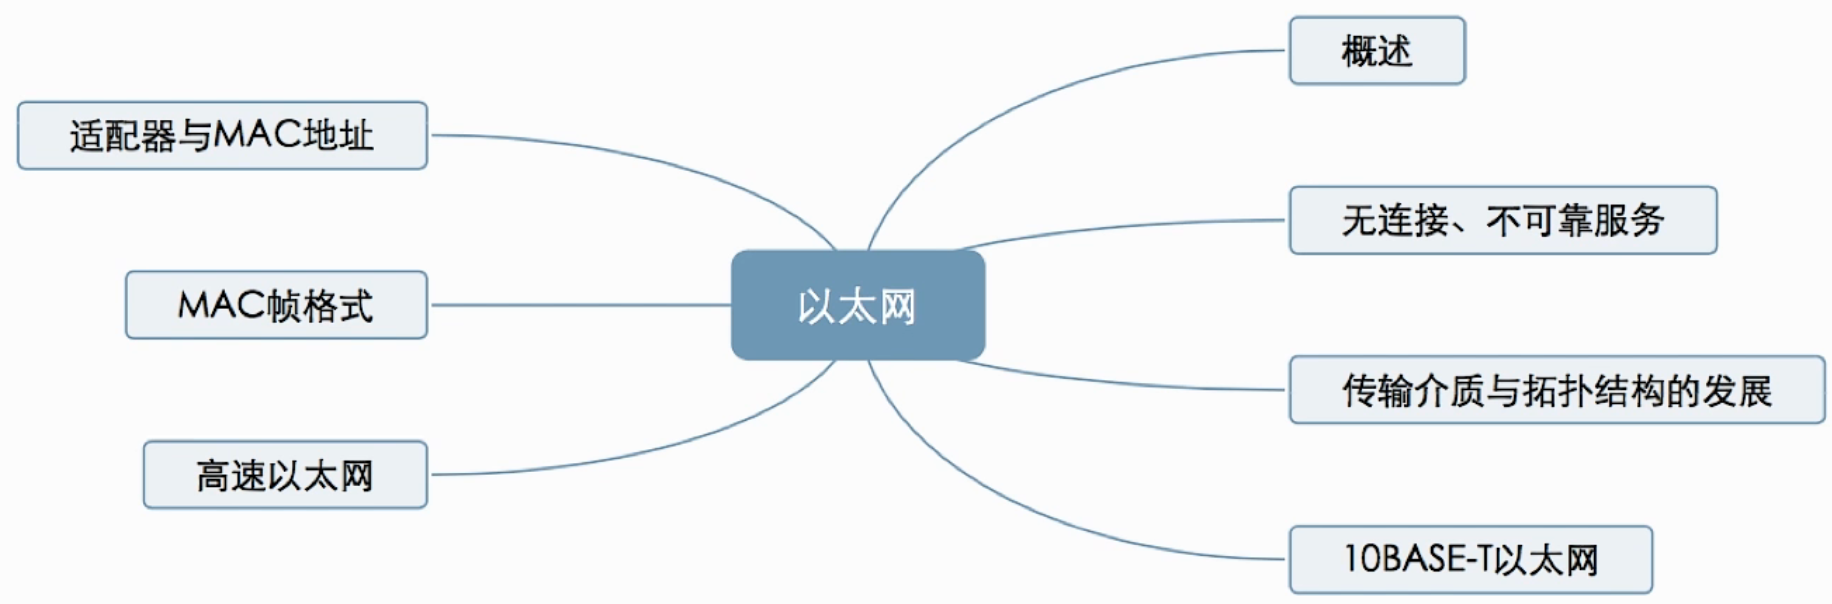 概述
适配器与MAC地址
无连接、不可靠服务
MAC帧格式
以太网
传输介质与拓扑结构的发展
高速以太网
10BASE-T以太网